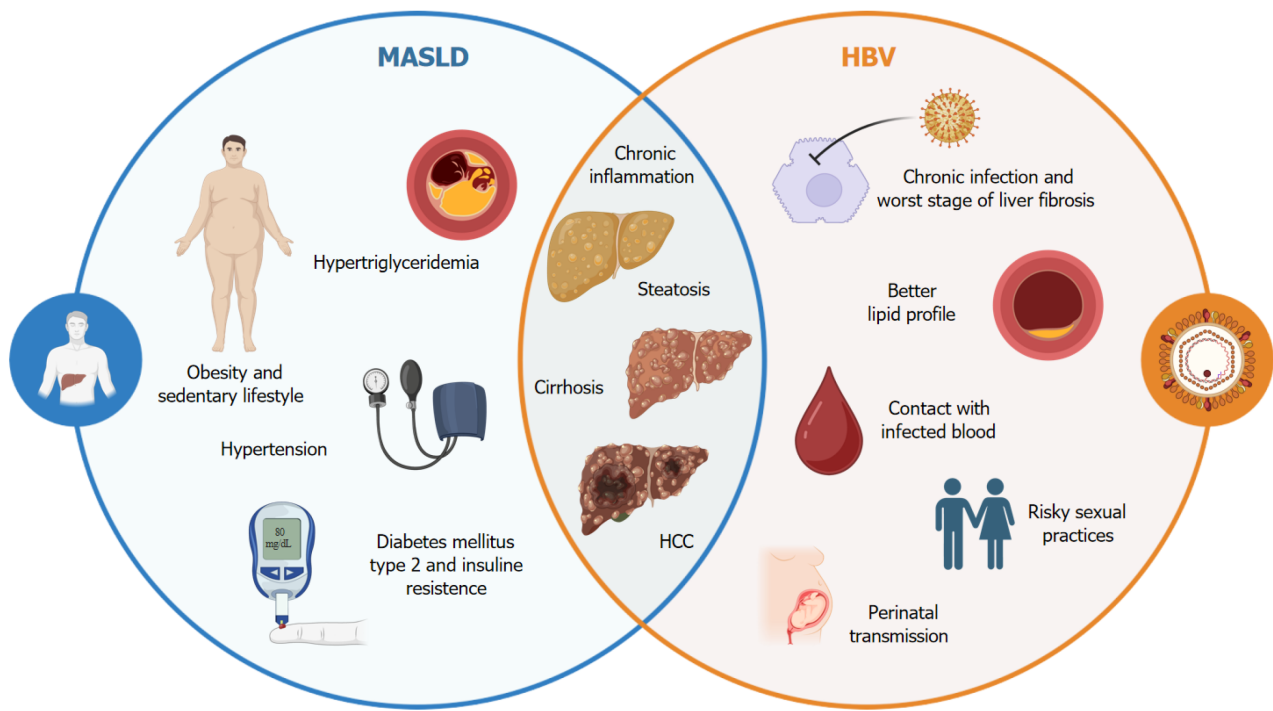 MASLD
Hypertriglyceridemia
Obesity and
sedentary lifestyle
Hypertension
80
mg/dL
Diabetes mellitus
type 2 and insuline
resistence
Chronic
inflammation
Steatosis
Cirrhosis
HCC
HBV
Chronic infection and
worst stage of liver fibrosis
Better
lipid profile
Contact with
infected blood
Risky sexual
practices
Perinatal
transmission